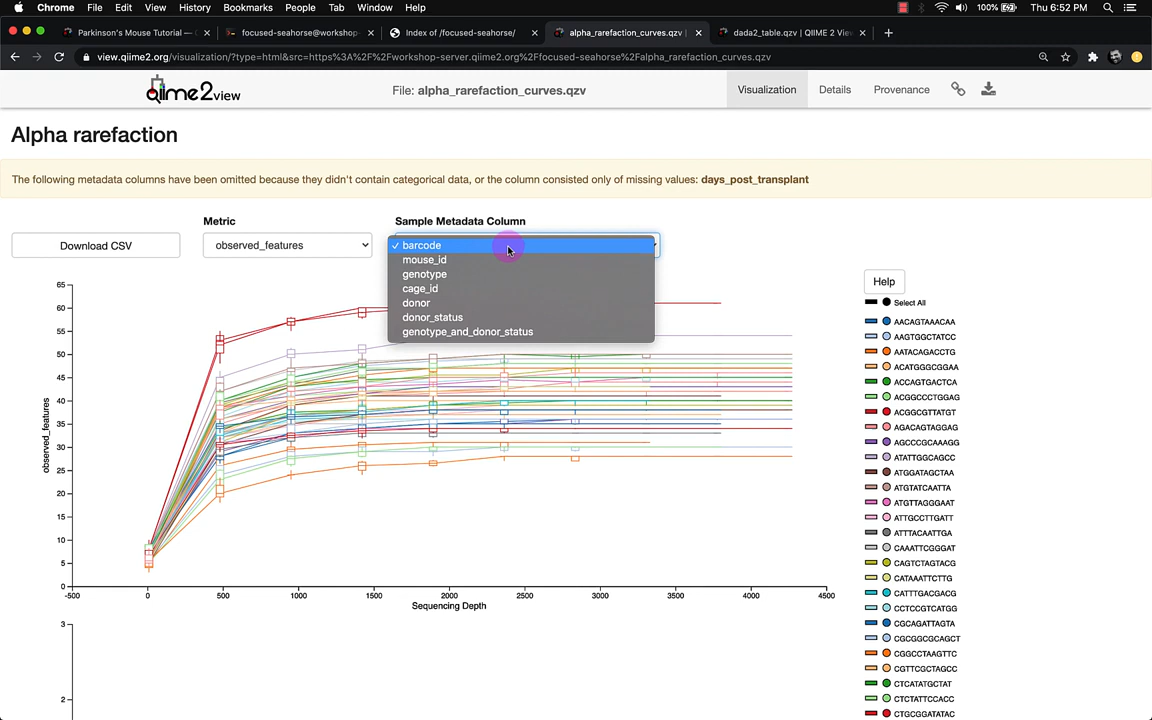 Chrome File Edit View History Bookmarks People Tab Window Help 100% Thu 6:52 PM
Parkinson's Mouse Tutorial — focused-seahorse@workshop- Index of /focused-seahorse/ alpha_rarefaction_curves.qzv | dada2_table.qzv | QIIME 2 View
view.qiime2.org/visualization/?type=html&src=https%3A%2F%2Fworkshop-server.qiime2.org%2Ffocused-seahorse%2Falpha_rarefaction_curves.qzv
qiime2view File: alpha_rarefaction_curves.qzv Visualization Details Provenance
Alpha rarefaction
The following metadata columns have been omitted because they didn't contain categorical data, or the column consisted only of missing values: days_post_transplant
Metric Sample Metadata Column
Download CSV observed_features
barcode
mouse_id
genotype
cage_id
donor
donor_status
genotype_and_donor_status
Help
Select All
AACAGTAAACAA
AAGTGGCTATCC
AATACAGACCTG
ACATGGGCGGAA
ACCAGTGACTCA
ACGGCCCTGGAG
ACGGCGTTATGT
AGACAGTAGGAG
AGCCCGCAAAGG
ATATTGGCAGCC
ATGGATAGCTAA
ATGTATCAATTA
ATGTTAGGGAAT
ATTGCCTTGATT
ATTTACAATTGA
CAAATTCGGGAT
CAGTCTAGTACG
CATAAATTCTTG
CATTTGACGACG
CCTCCGTCATGG
CGCAGATTAGTA
CGCGGCGCAGCT
CGGCCTAAGTTC
CGTTCGCTAGCC
CTCATATGCTAT
CTCTATTCCACC
CTGCGGATATAC
65
60
55
50
45
40
35
30
25
20
15
10
5
0
observed_features
-500 0 500 1000 1500 2000 2500 3000 3500 4000 4500
Sequencing Depth
3
2